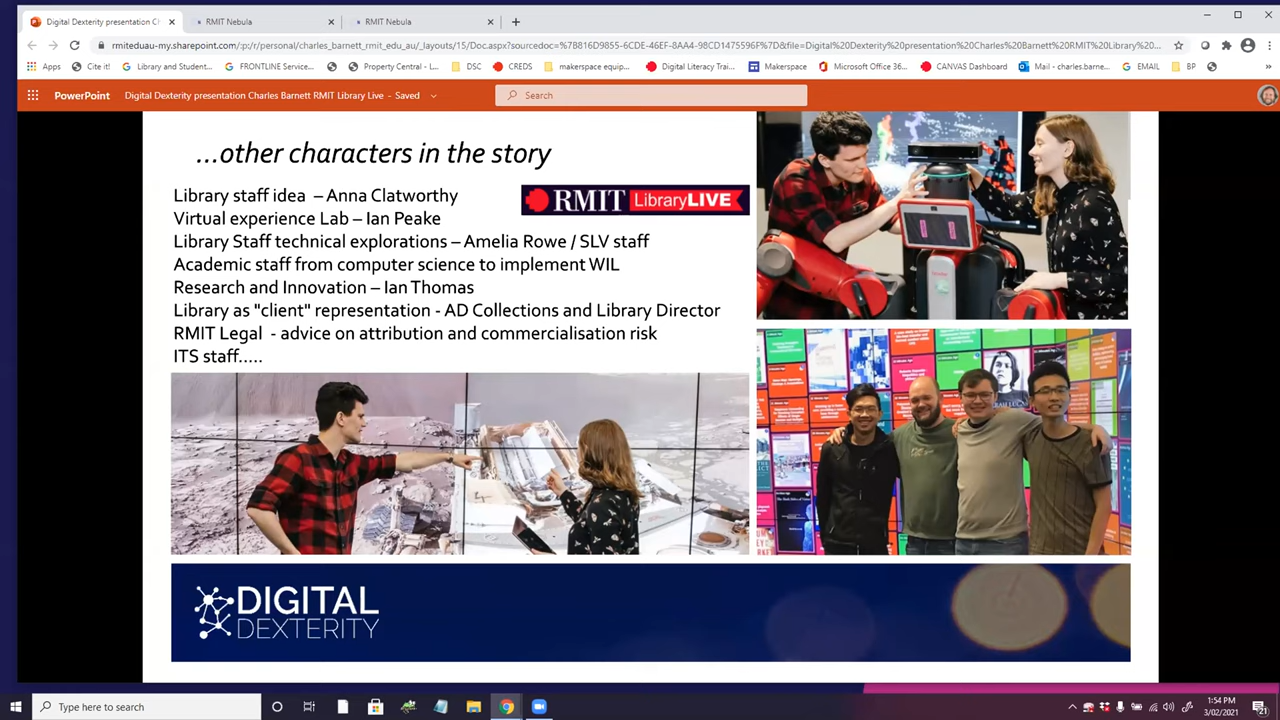 Digital Dexterity presentation Ch
RMIT Nebula
RMIT Nebula
rmiteduau-my.sharepoint.com/:p:/r/personal/charles_barnett_rmit_edu_au/_layouts/15/Doc.aspx?sourcedoc=%7B816D9855-6CDE-46EF-8AA4-98CD1475596F%7D&file=Digital%20Dexterity%20presentation%20Charles%20Barnett%20RMIT%20Library%20Live...
Apps
Cite it!
Library and Student...
FRONTLINE Service...
Property Central - L...
DSC
CREDS
makerspace equip...
Digital Literacy Trai...
Makerspace
Microsoft Office 36...
CANVAS Dashboard
Mail - charles.barne...
EMAIL
BP
»
PowerPoint
Digital Dexterity presentation Charles Barnett RMIT Library Live - Saved
Search
...other characters in the story
Library staff idea – Anna Clatworthy
RMIT LibraryLIVE
Virtual experience Lab – Ian Peake
Library Staff technical explorations – Amelia Rowe / SLV staff
Academic staff from computer science to implement WIL
Research and Innovation – Ian Thomas
Library as "client" representation - AD Collections and Library Director
RMIT Legal - advice on attribution and commercialisation risk
ITS staff.....
DIGITAL
DEXTERITY
Type here to search
1:54 PM
3/02/2021
21